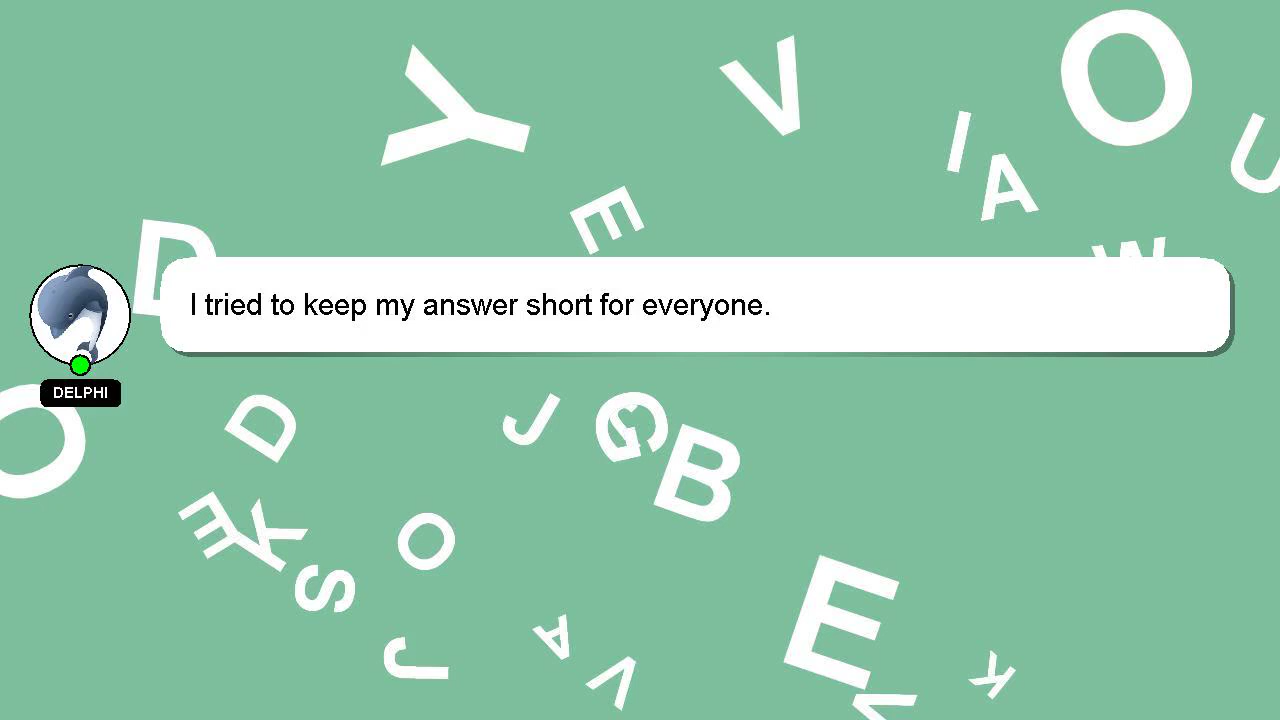 Y
V
O
I
A
U
E
D
W
I tried to keep my answer short for everyone.
DELPHI
O
D
J
G
B
E
K
S
O
J
A
V
E
K
V